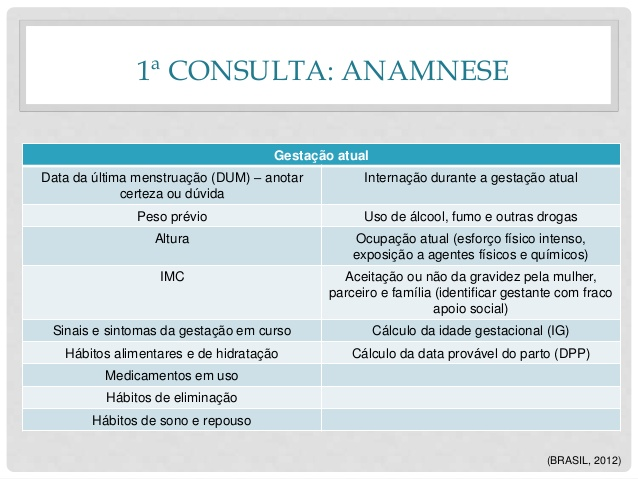 1ª CONSULTA: ANAMNESE
Gestação atual
Data da última menstruação (DUM) – anotar
certeza ou dúvida
Internação durante a gestação atual
Peso prévio
Uso de álcool, fumo e outras drogas
Altura
Ocupação atual (esforço físico intenso,
exposição a agentes físicos e químicos)
IMC
Aceitação ou não da gravidez pela mulher,
parceiro e família (identificar gestante com fraco
apoio social)
Sinais e sintomas da gestação em curso
Cálculo da idade gestacional (IG)
Hábitos alimentares e de hidratação
Cálculo da data provável do parto (DPP)
Medicamentos em uso
Hábitos de eliminação
Hábitos de sono e repouso
(BRASIL, 2012)